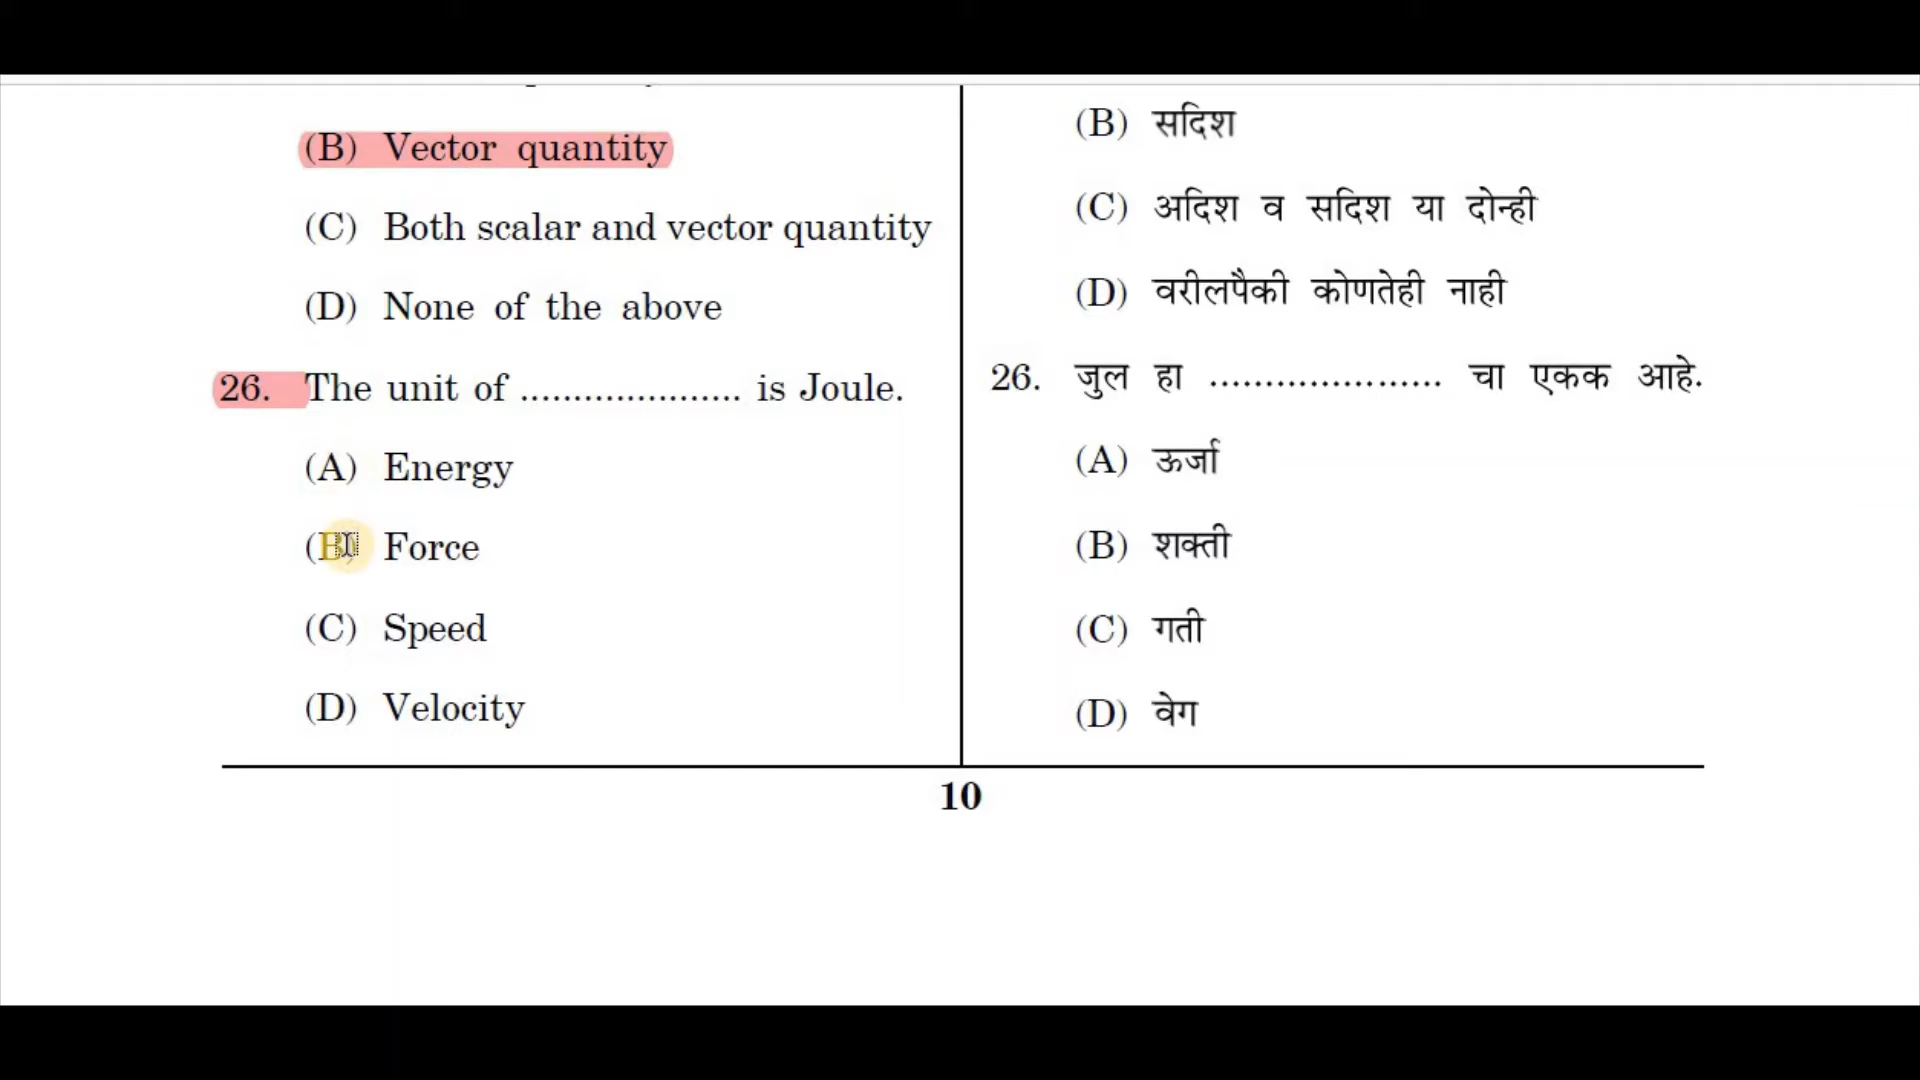 (B) Vector quantity
(C) Both scalar and vector quantity
(D) None of the above
26. The unit of ..................... is Joule.
(A) Energy
(B) Force
(C) Speed
(D) Velocity
(B) सदिश
(C) अदिश व सदिश या दोन्ही
(D) वरीलपैकी कोणतेही नाही
26. जुल हा ..................... चा एकक आहे.
(A) ऊर्जा
(B) शक्ती
(C) गती
(D) वेग
10